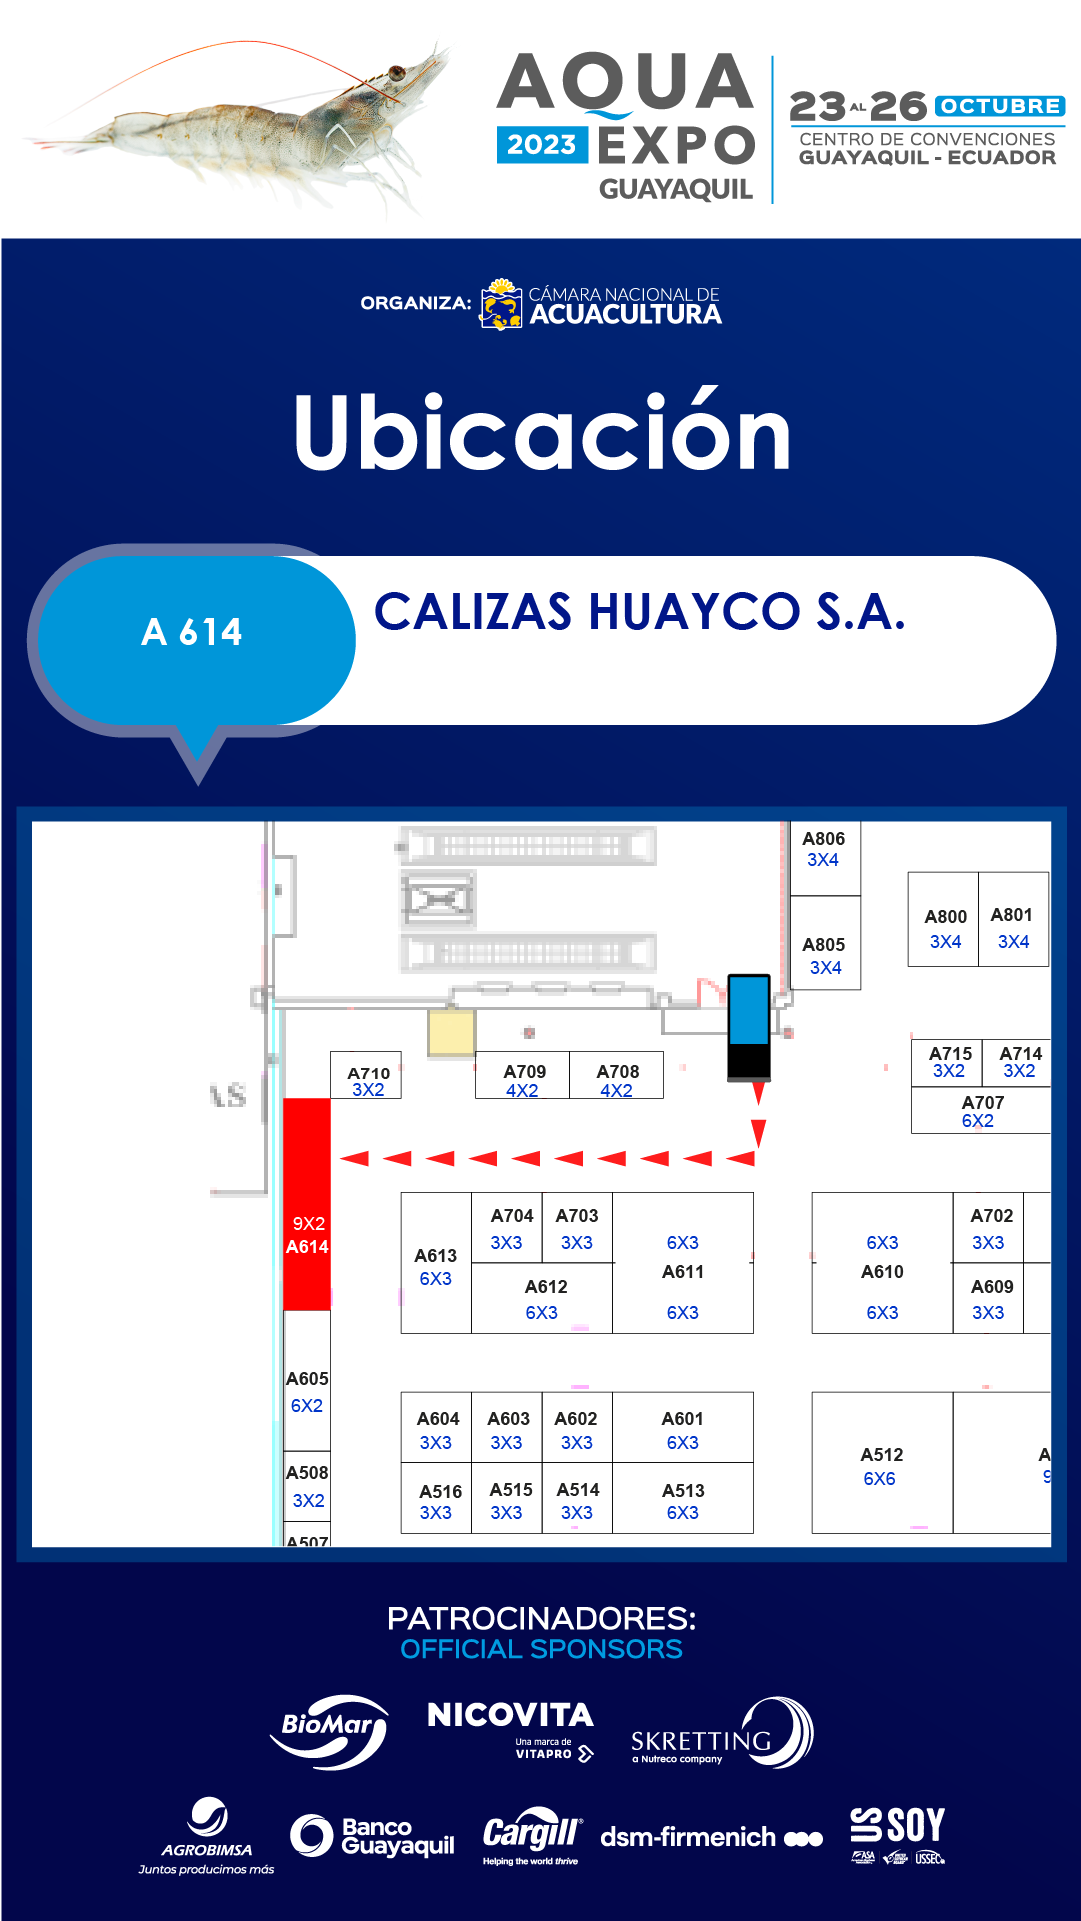 AQUA
2023 EXPO
GUAYAQUIL
23 AL 26 OCTUBRE
CENTRO DE CONVENCIONES
GUAYAQUIL - ECUADOR
ORGANIZA:
CÁMARA NACIONAL DE
ACUACULTURA
Ubicación
A 614
CALIZAS HUAYCO S.A.
A806
3X4
A805
3X4
A800
3X4
A801
3X4
A710
3X2
A709
4X2
A708
4X2
A715
3X2
A714
3X2
A707
6X2
AS
9X2
A614
A613
6X3
A704
3X3
A703
3X3
A612
6X3
6X3
A611
6X3
6X3
A610
6X3
A702
3X3
A609
3X3
A605
6X2
A508
3X2
A507
A604
3X3
A603
3X3
A602
3X3
A601
6X3
A516
3X3
A515
3X3
A514
3X3
A513
6X3
A512
6X6
A
9
PATROCINADORES:
OFFICIAL SPONSORS
BioMar
NICOVITA
Una marca de
VITAPRO
SKRETTING
a Nutreco company
AGROBIMSA
Juntos producimos más
Banco
Guayaquil
Cargill®
Helping the world thrive
dsm-firmenich
US SOY
ASA
USSEC